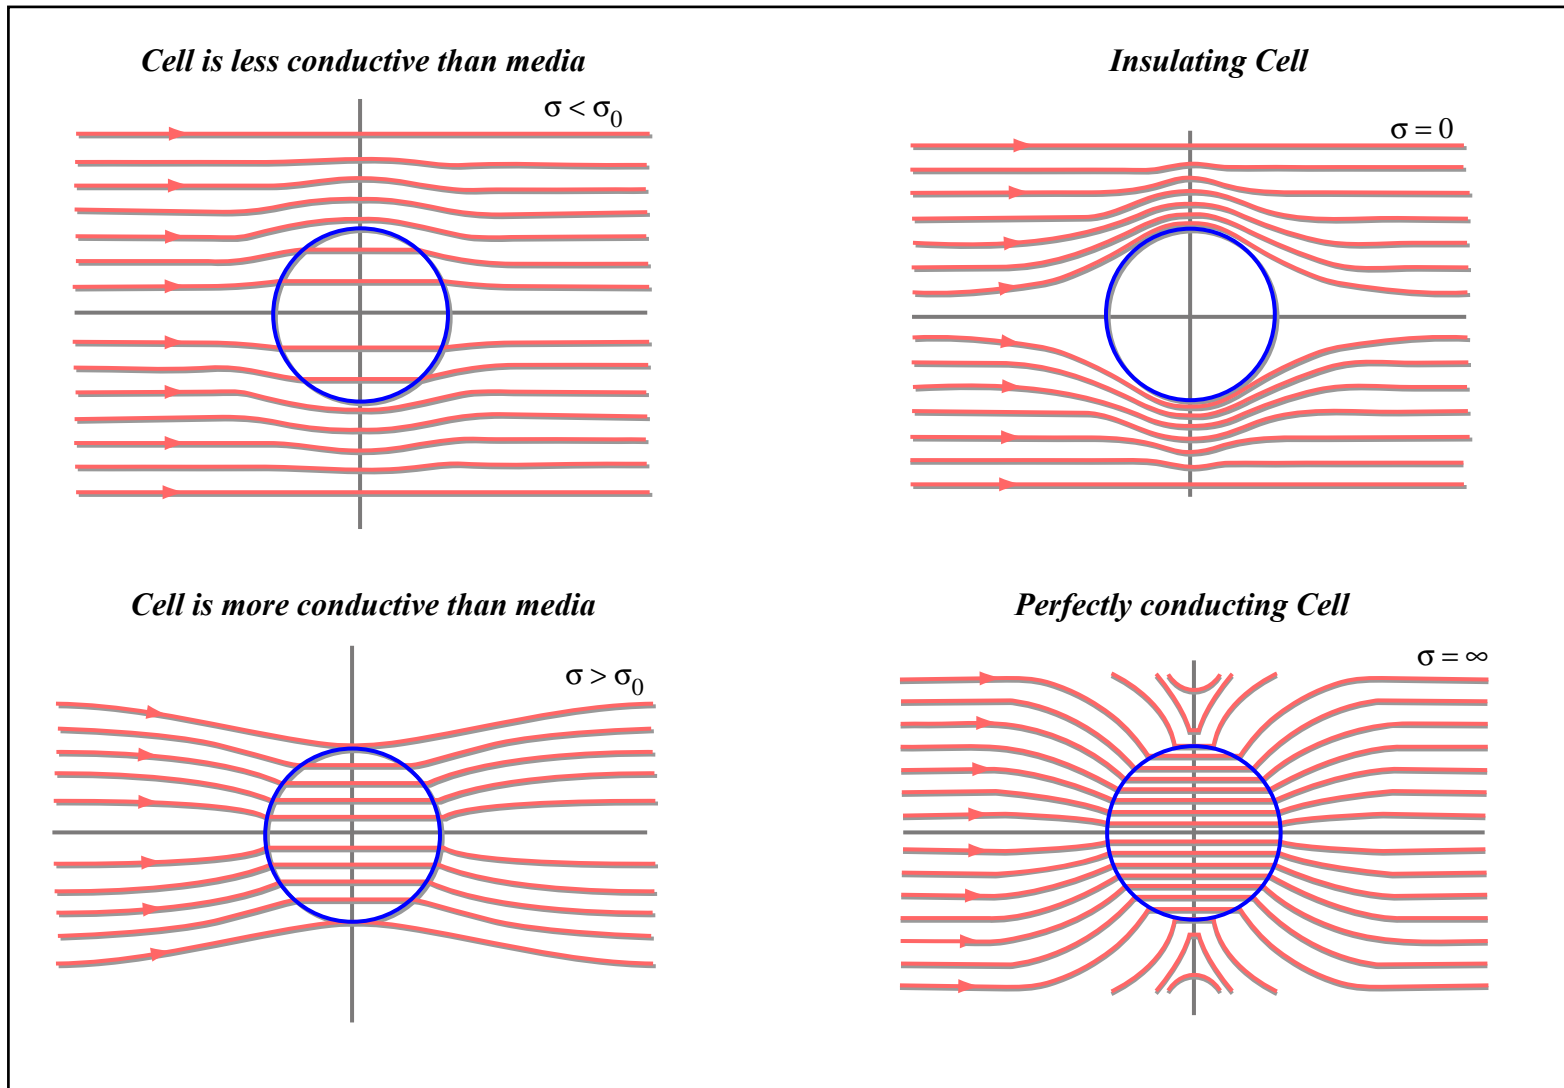 Cell is less conductive than media
σ < σ₀
Insulating Cell
σ = 0
Cell is more conductive than media
σ > σ₀
Perfectly conducting Cell
σ = ∞